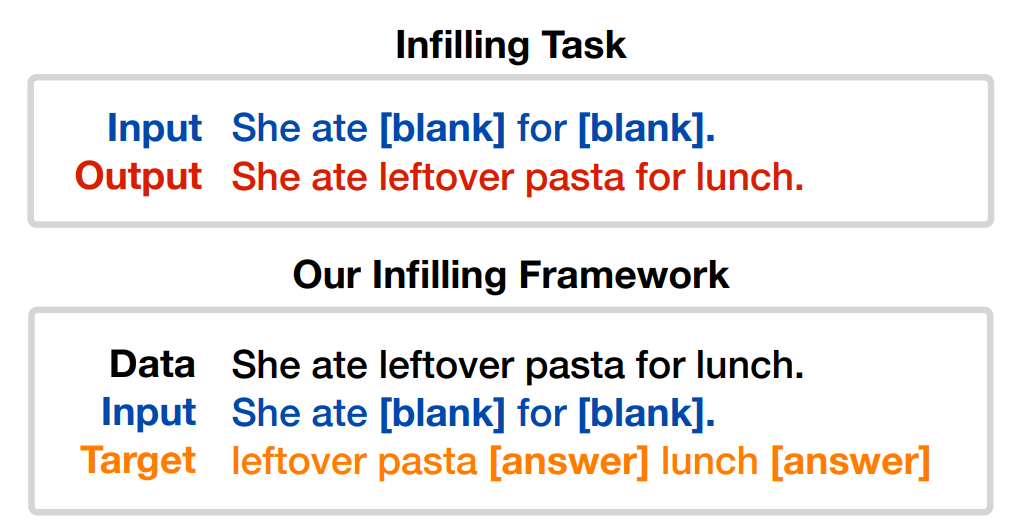 Infilling Task
Input She ate [blank] for [blank].
Output She ate leftover pasta for lunch.
Our Infilling Framework
Data She ate leftover pasta for lunch.
Input She ate [blank] for [blank].
Target leftover pasta [answer] lunch [answer]